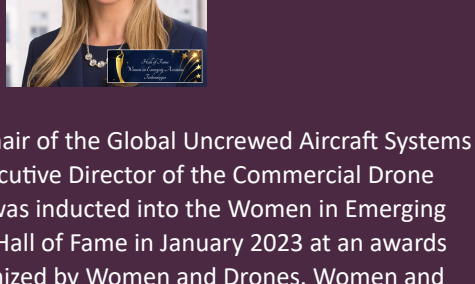 Hall of Fame
Women in Emerging Aviation
Technologies
air of the Global Uncrewed Aircraft Systems
cutive Director of the Commercial Drone
was inducted into the Women in Emerging
Hall of Fame in January 2023 at an awards
nized by Women and Drones. Women and